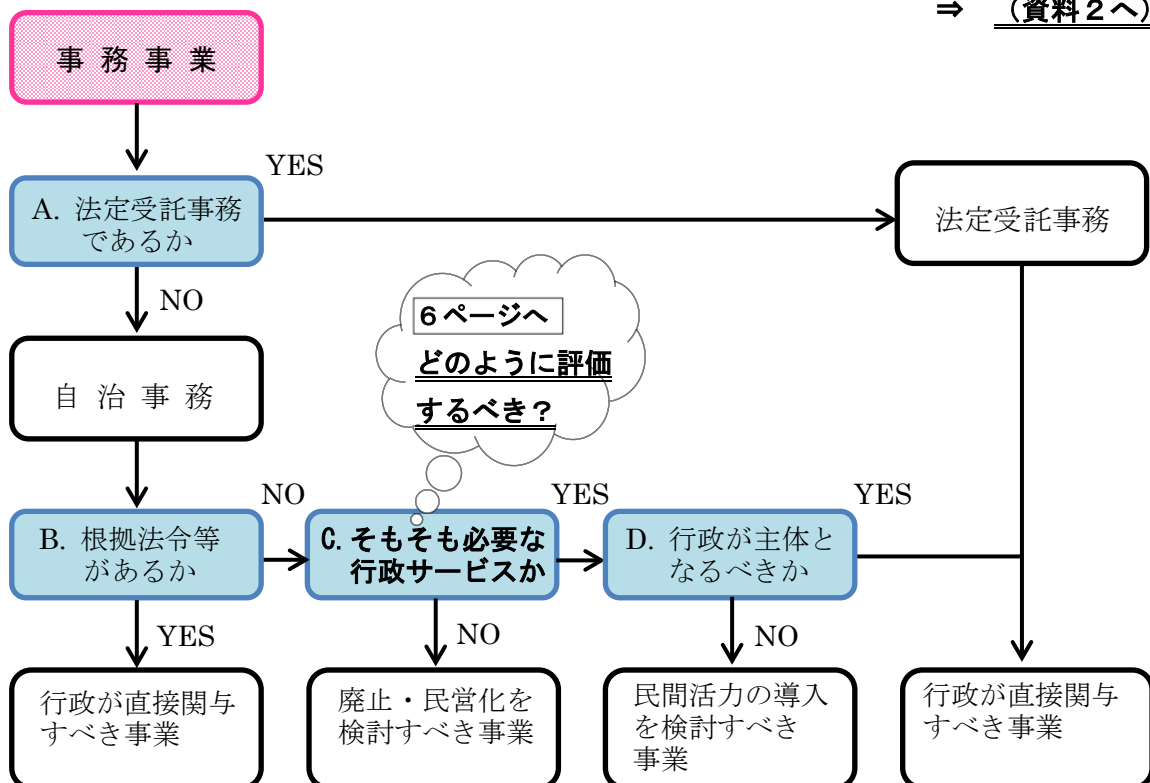 ⇒ （資料２へ）
事 務 事 業
YES
A. 法定受託事務
であるか
法定受託事務
NO
６ページへ
どのように評価
するべき？
自 治 事 務
NO
YES
YES
B. 根拠法令等
があるか
C. そもそも必要な
行政サービスか
D. 行政が主体と
なるべきか
YES
NO
NO
行政が直接関与
すべき事業
廃止・民営化を
検討すべき事業
民間活力の導入
を検討すべき
事業
行政が直接関与
すべき事業